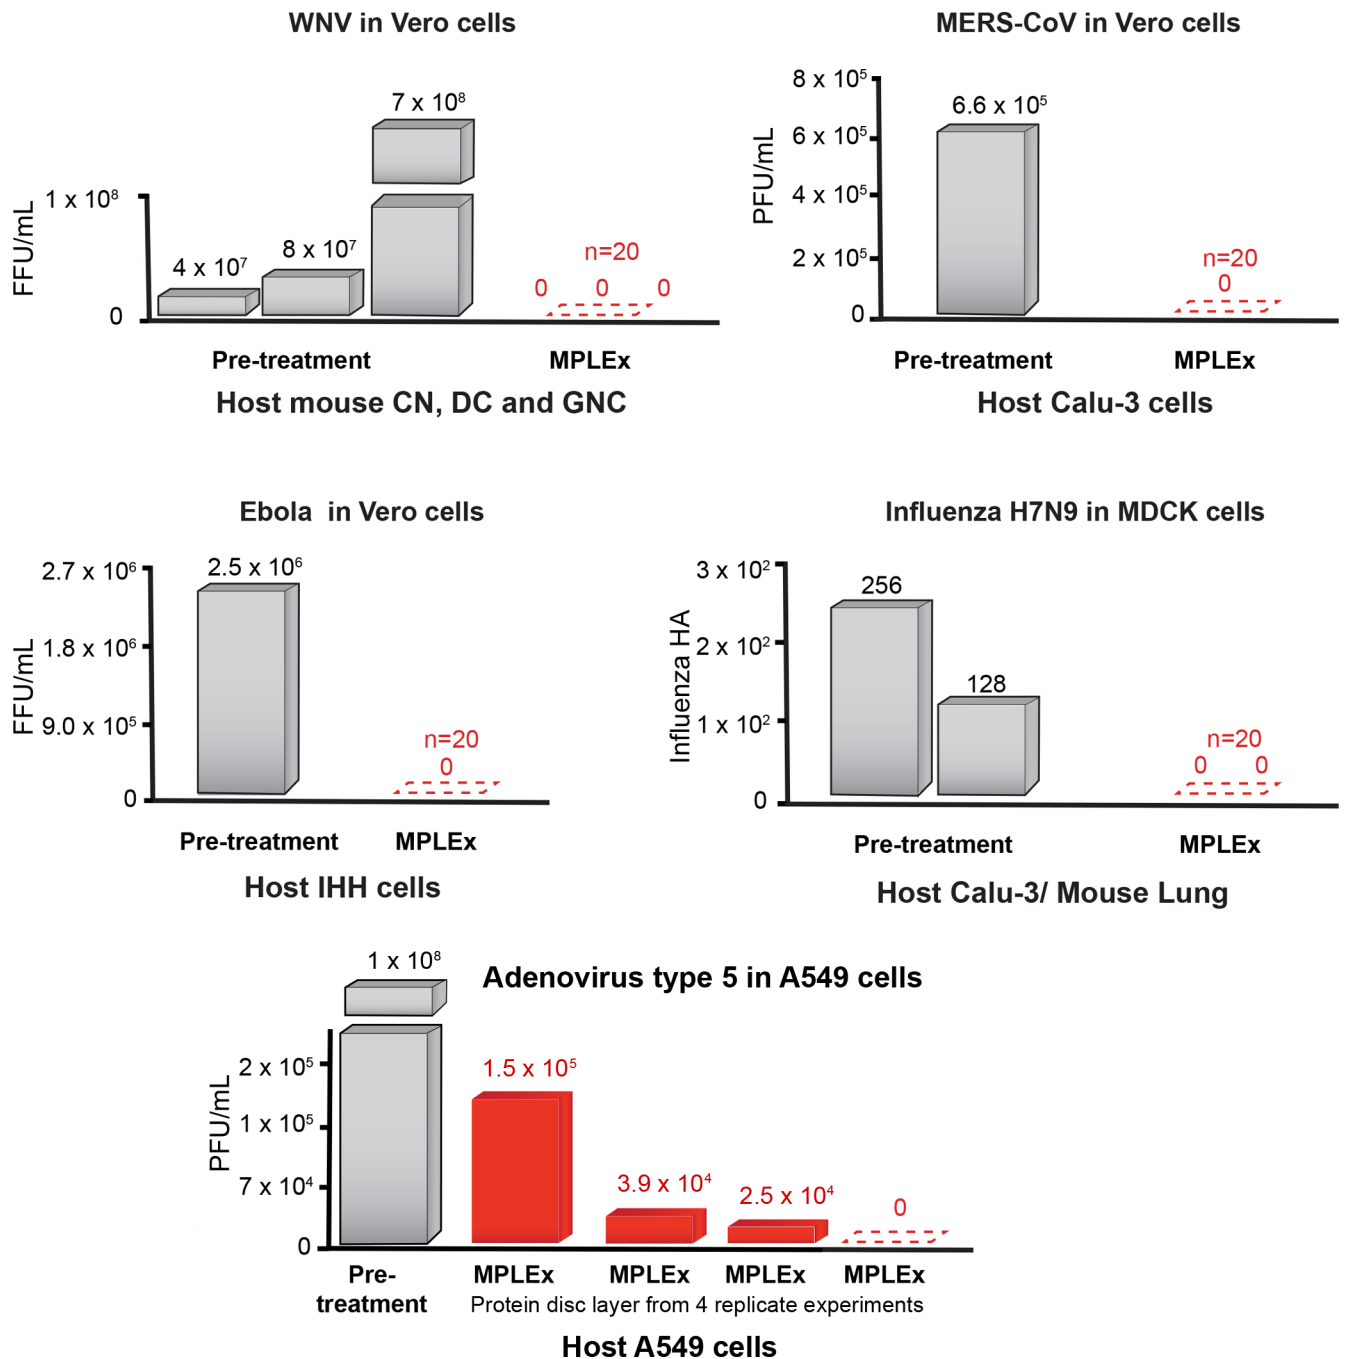 WNV in Vero cells
FFU/mL
1 x 10⁸
0
4 x 10⁷
8 x 10⁷
7 x 10⁸
n=20
0 0 0
Pre-treatment MPLEx
Host mouse CN, DC and GNC
MERS-CoV in Vero cells
PFU/mL
8 x 10⁵
6 x 10⁵
4 x 10⁵
2 x 10⁵
0
6.6 x 10⁵
n=20
0
Pre-treatment MPLEx
Host Calu-3 cells
Ebola in Vero cells
FFU/mL
2.7 x 10⁶
1.8 x 10⁶
9.0 x 10⁵
0
2.5 x 10⁶
n=20
0
Pre-treatment MPLEx
Host IHH cells
Influenza H7N9 in MDCK cells
Influenza HA
3 x 10²
2 x 10²
1 x 10²
0
256
128
n=20
0 0
Pre-treatment MPLEx
Host Calu-3/ Mouse Lung
Adenovirus type 5 in A549 cells
PFU/mL
2 x 10⁵
1 x 10⁵
7 x 10⁴
0
1 x 10⁸
1.5 x 10⁵
3.9 x 10⁴
2.5 x 10⁴
0
Pre-
treatment
MPLEx MPLEx MPLEx MPLEx
Protein disc layer from 4 replicate experiments
Host A549 cells